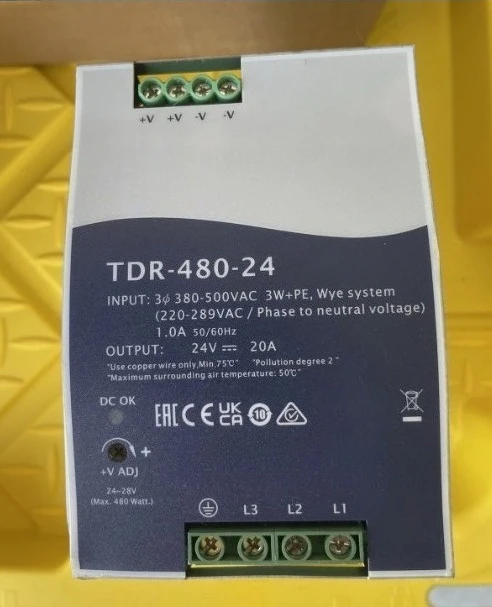 +V +V -V -V
TDR-480-24
INPUT: 3ϕ 380-500VAC 3W+PE, Wye system
(220-289VAC / Phase to neutral voltage)
1.0A 50/60Hz
OUTPUT: 24V ⎓ 20A
"Use copper wire only,Min.75℃" "Pollution degree 2"
"Maximum surrounding air temperature: 50℃"
DC OK
EAC CE UK CA 10
+
+V ADJ
24~28V
(Max. 480 Watt.)
L3 L2 L1